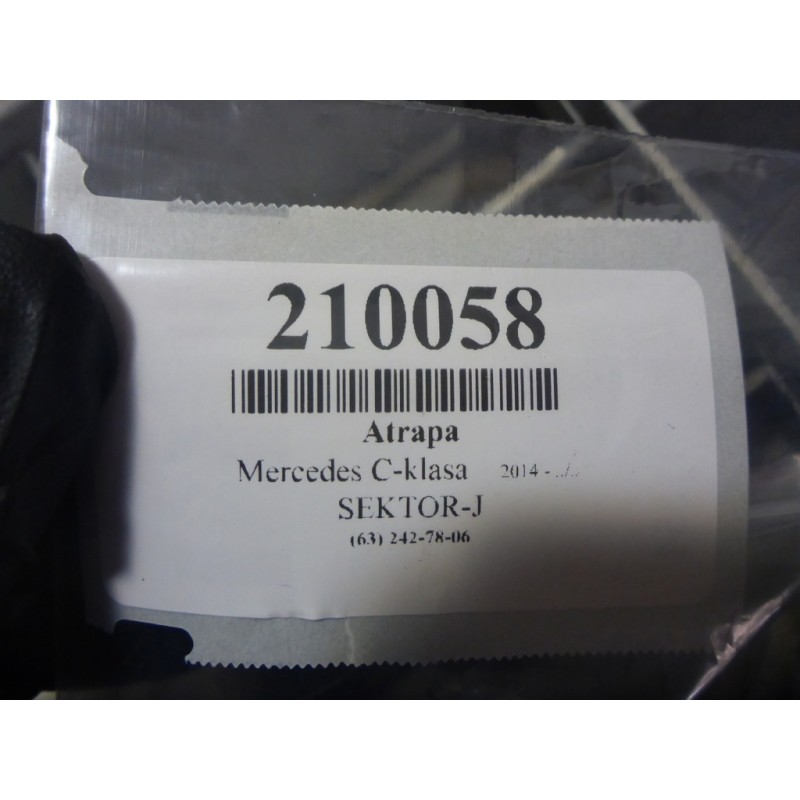 210058
Atrapa
Mercedes C-klasa 2014 - ../..
SEKTOR-J
(63) 242-78-06